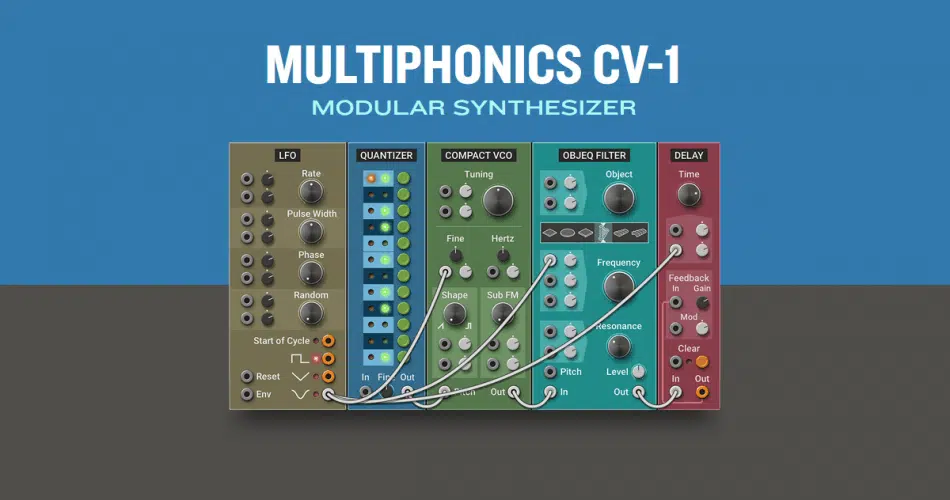 MULTIPHONICS CV-1
MODULAR SYNTHESIZER
LFO
Rate
Pulse Width
Phase
Random
Start of Cycle
Reset
Env
QUANTIZER
In Fine Out
COMPACT VCO
Tuning
Fine Hertz
Shape Sub FM
Pitch Out
OBJEQ FILTER
Object
Frequency
Resonance
Pitch Level
In Out
DELAY
Time
Feedback
In Gain
Mod
Clear
In Out